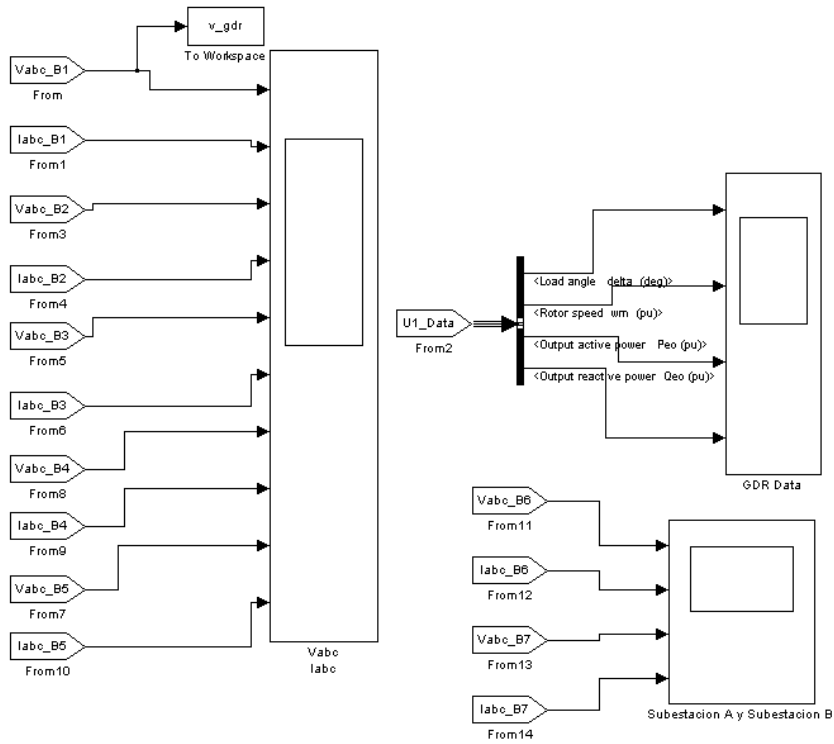 v_gdr
To Workspace
Vabc_B1
From
Iabc_B1
From1
Vabc_B2
From3
Iabc_B2
From4
Vabc_B3
From5
Iabc_B3
From6
Vabc_B4
From8
Iabc_B4
From9
Vabc_B5
From7
Iabc_B5
From10
Vabc
Iabc
U1_Data
From2
<Load angle delta (deg)>
<Rotor speed wm (pu)>
<Output active power Peo (pu)>
<Output reactive power Qeo (pu)>
GDR Data
Vabc_B6
From11
Iabc_B6
From12
Vabc_B7
From13
Iabc_B7
From14
Subestacion A y Subestacion B